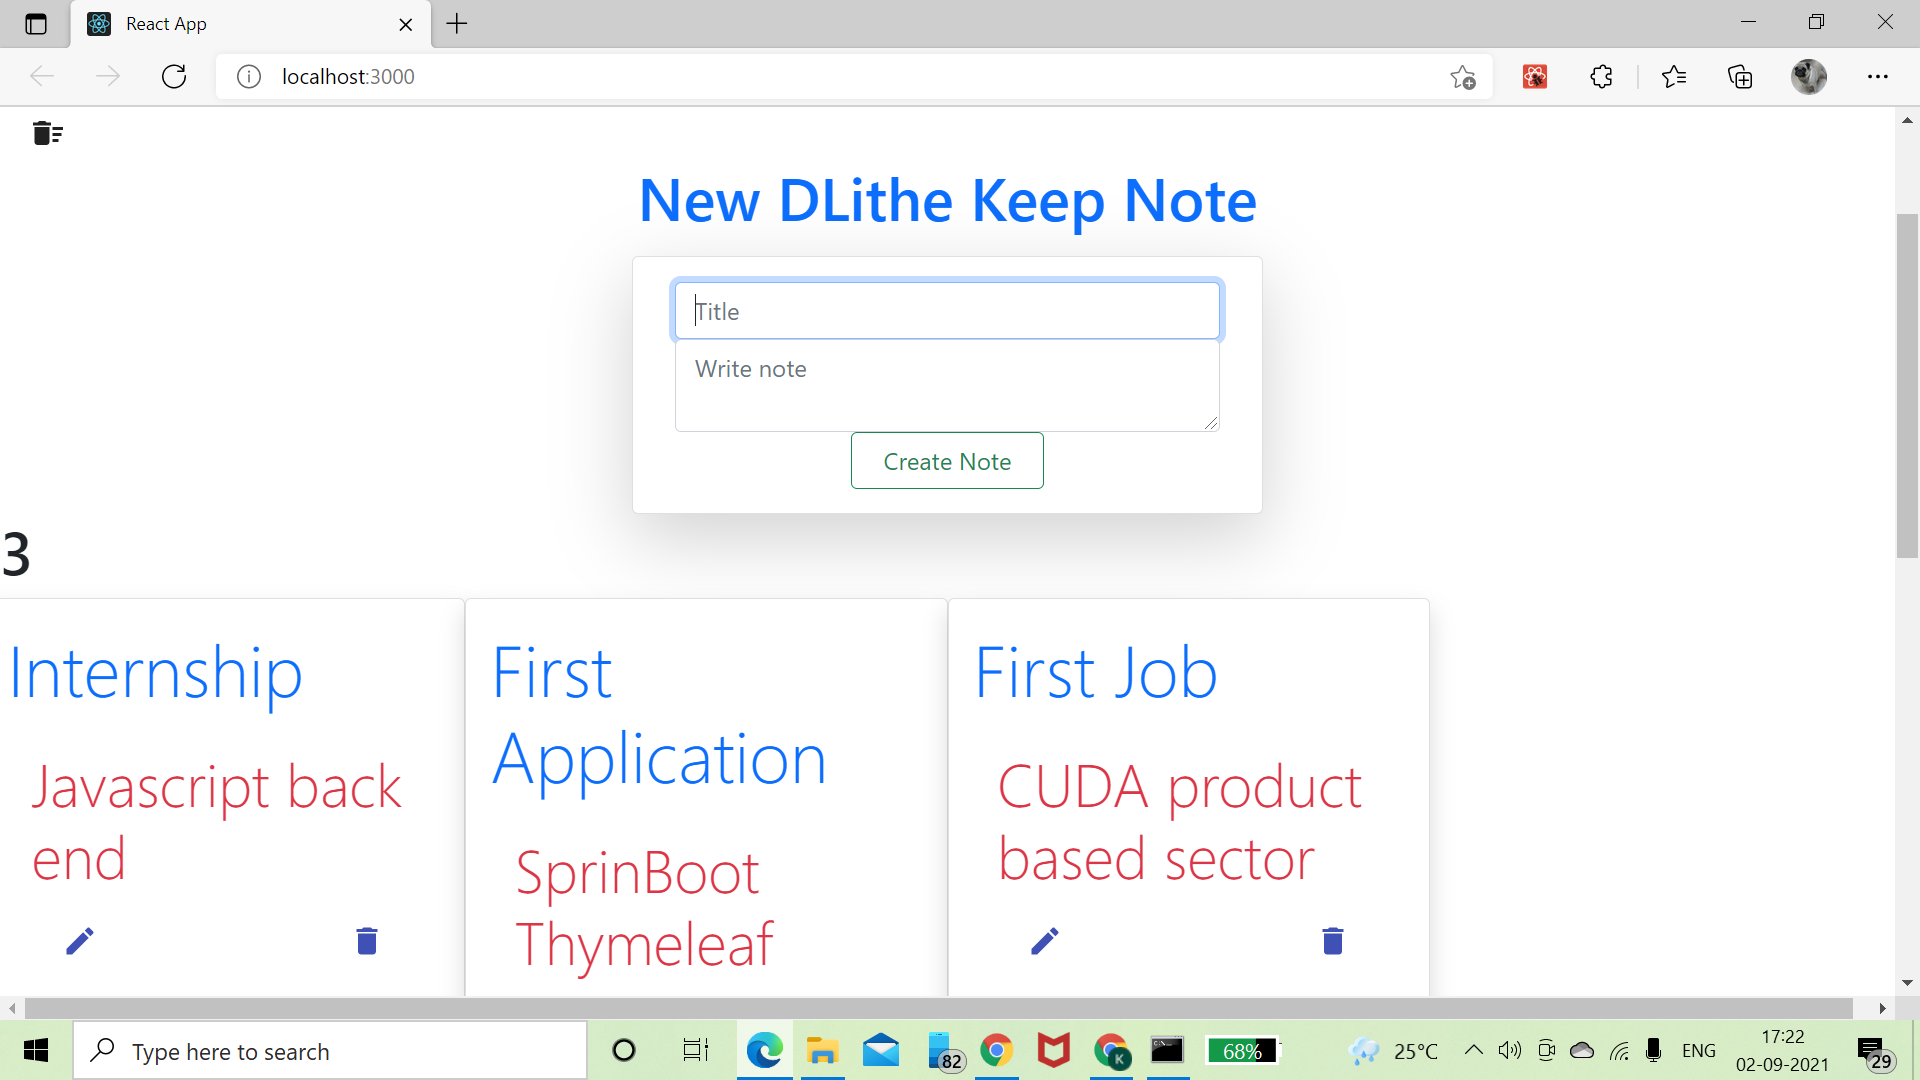 React App
localhost:3000
New DLithe Keep Note
Title
Write note
Create Note
3
Internship
Javascript back
end
First
Application
SprinBoot
Thymeleaf
First Job
CUDA product
based sector
Type here to search
82
K
68%
25°C
ENG
17:22
02-09-2021
29